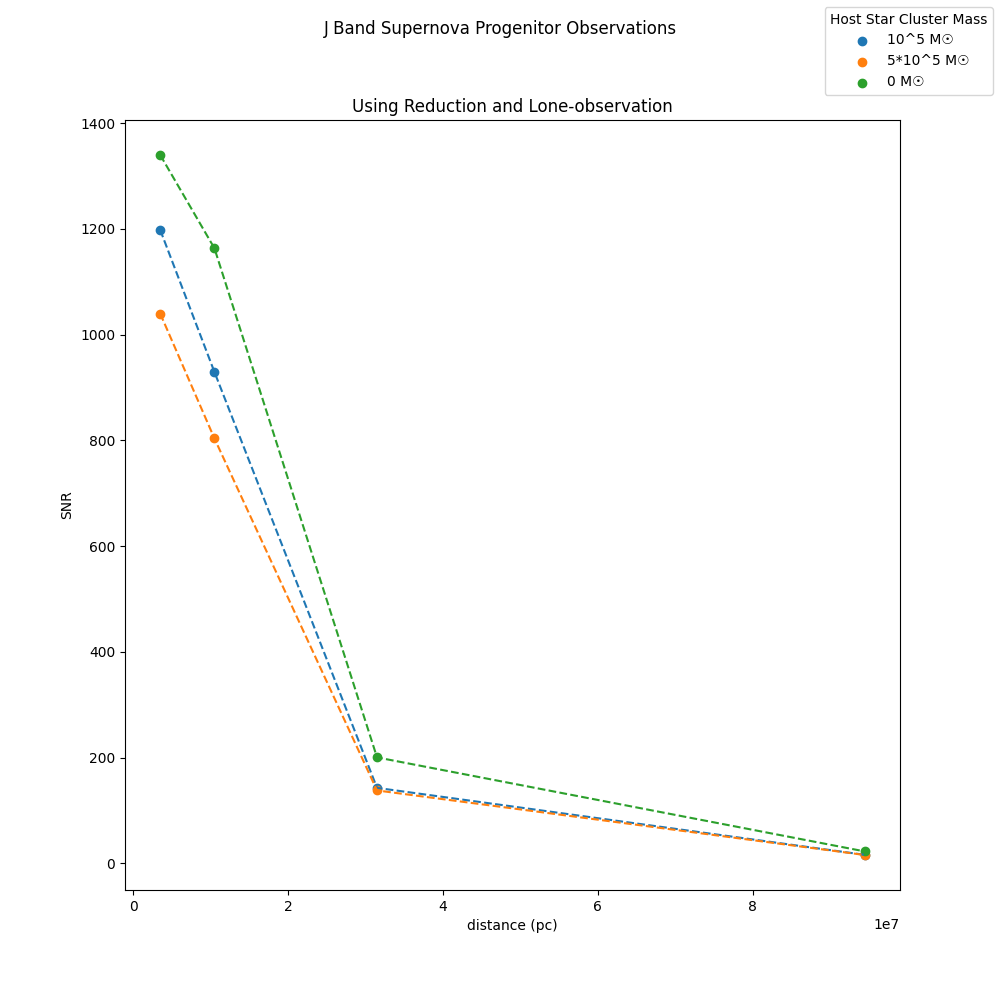 J Band Supernova Progenitor Observations
Host Star Cluster Mass
10^5 M☉
5*10^5 M☉
0 M☉
Using Reduction and Lone-observation
1400
1200
1000
800
600
400
200
0
SNR
0 2 4 6 8
1e7
distance (pc)